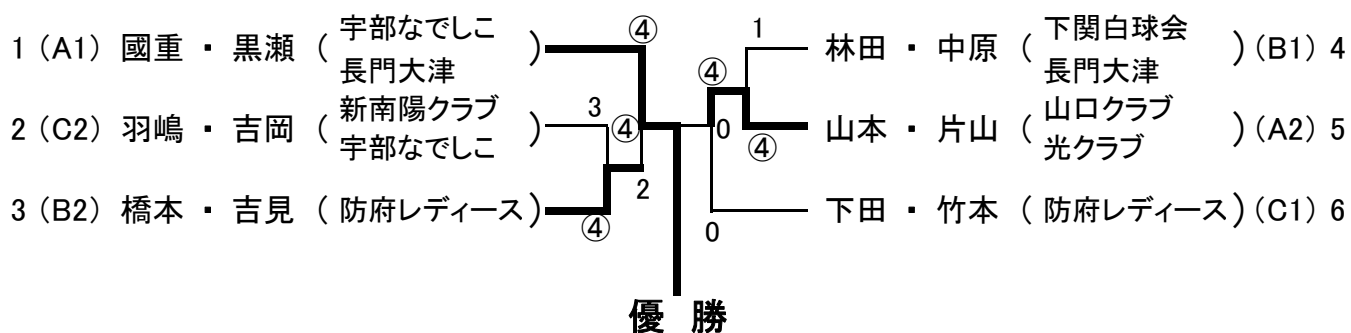 1 (A1) 國重 ・ 黒瀬 ( 宇部なでしこ
長門大津 )
④
2 (C2) 羽嶋 ・ 吉岡 ( 新南陽クラブ
宇部なでしこ )
3
④
3 (B2) 橋本 ・ 吉見 ( 防府レディース )
④
2
1
林田 ・ 中原 ( 下関白球会
長門大津 ) (B1) 4
④
0
④
山本 ・ 片山 ( 山口クラブ
光クラブ ) (A2) 5
0
下田 ・ 竹本 ( 防府レディース ) (C1) 6
優 勝